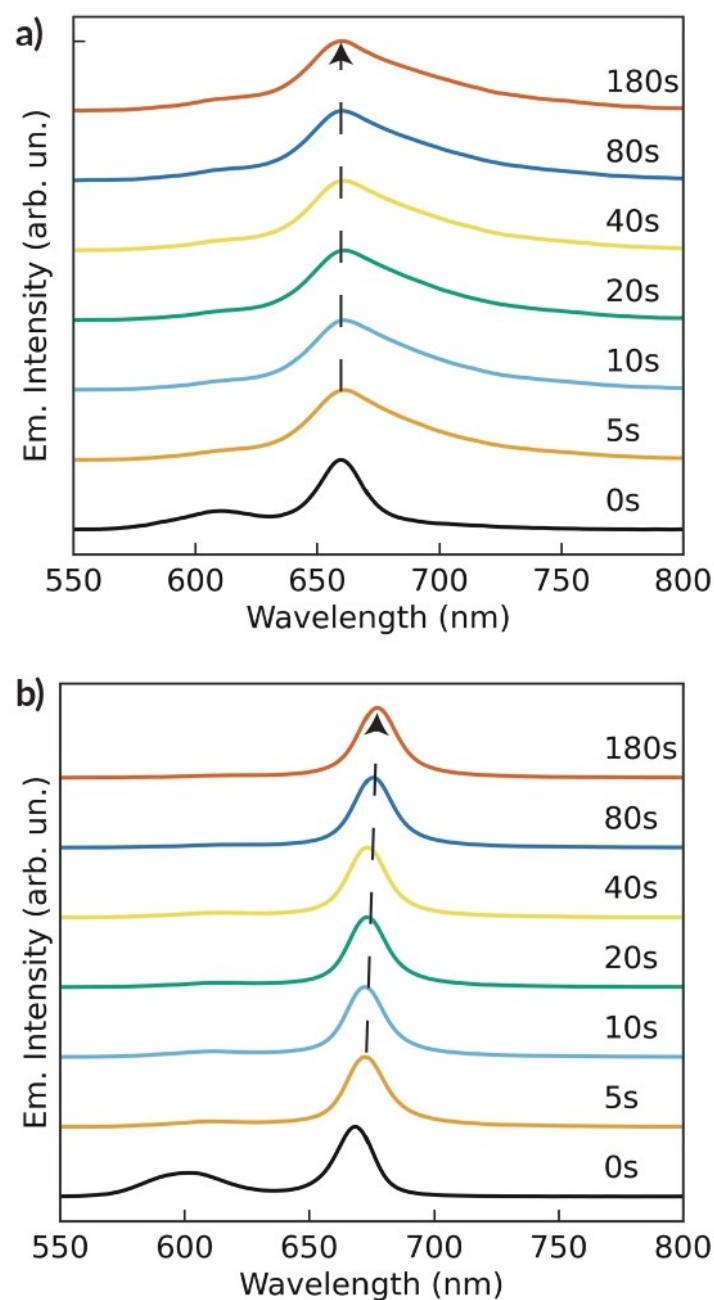 a)
Em. Intensity (arb. un.)
180s
80s
40s
20s
10s
5s
0s
550 600 650 700 750 800
Wavelength (nm)
b)
Em. Intensity (arb. un.)
180s
80s
40s
20s
10s
5s
0s
550 600 650 700 750 800
Wavelength (nm)